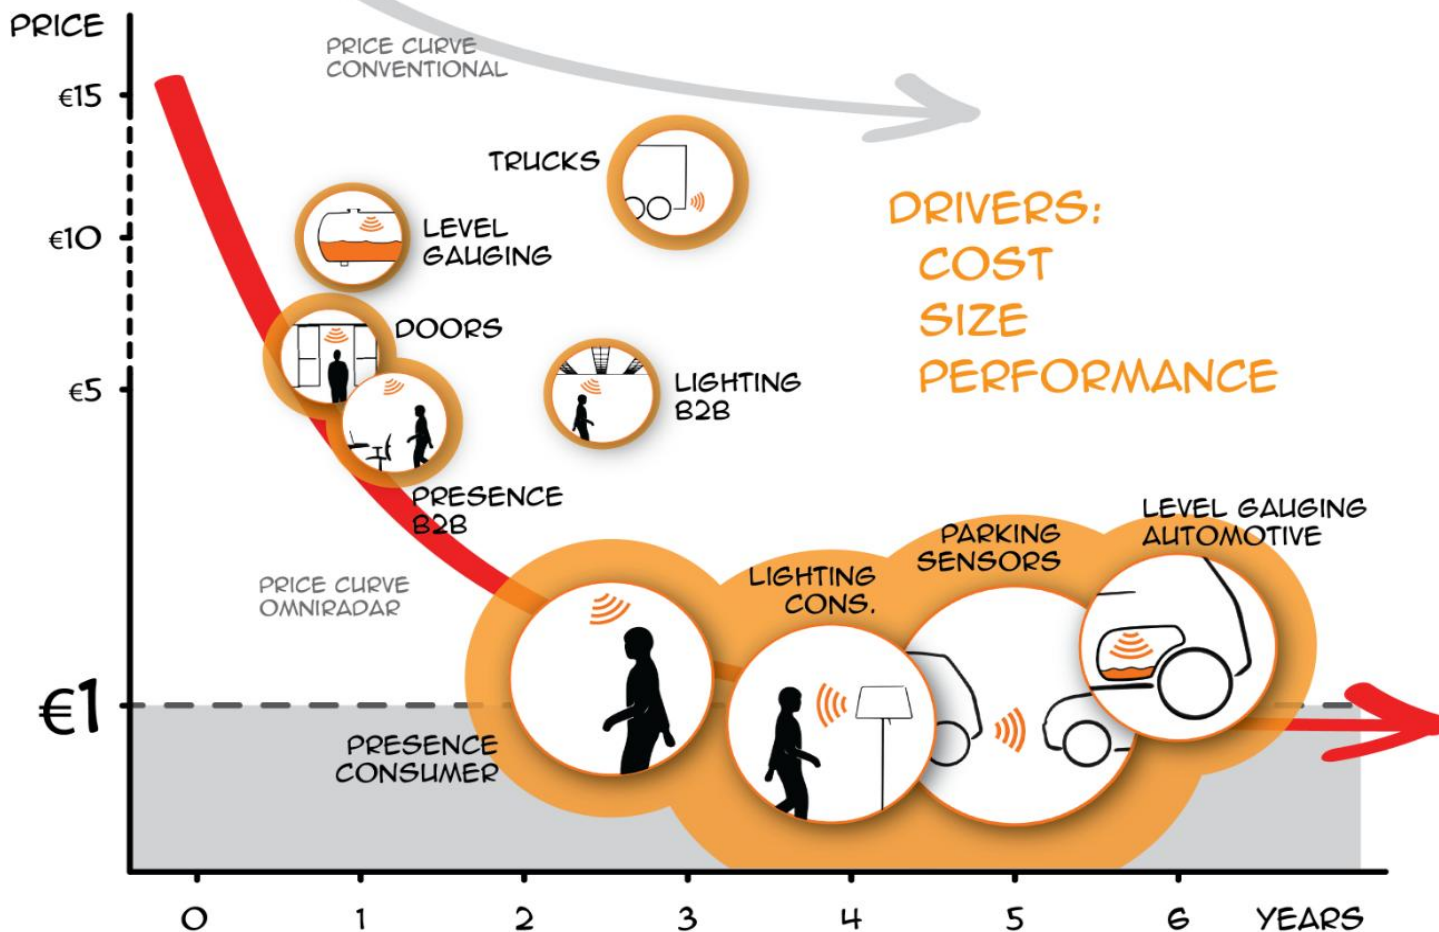 PRICE
PRICE CURVE
CONVENTIONAL
€15
TRUCKS
DRIVERS:
COST
SIZE
PERFORMANCE
€10
LEVEL
GAUGING
DOORS
€5
LIGHTING
B2B
PRESENCE
B2B
LEVEL GAUGING
AUTOMOTIVE
PARKING
SENSORS
LIGHTING
CONS.
PRICE CURVE
OMNIRADAR
€1
PRESENCE
CONSUMER
0 1 2 3 4 5 6 YEARS